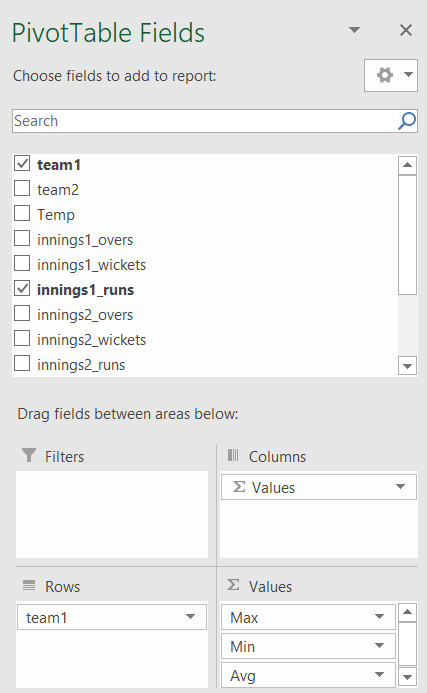 PivotTable Fields
Choose fields to add to report:
Search
team1
team2
Temp
innings1_overs
innings1_wickets
innings1_runs
innings2_overs
innings2_wickets
innings2_runs
Drag fields between areas below:
Filters
Columns
Σ Values
Rows
team1
Σ Values
Max
Min
Avg